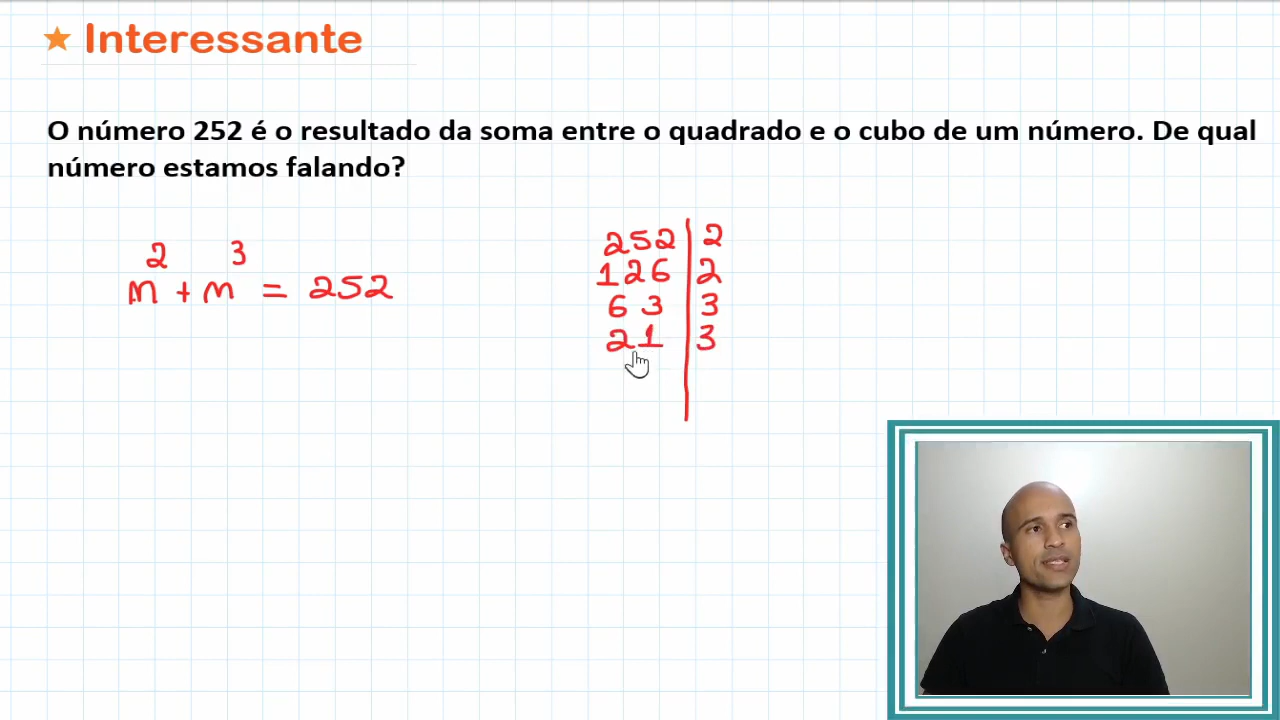 ★ Interessante
O número 252 é o resultado da soma entre o quadrado e o cubo de um número. De qual
número estamos falando?
m² + m³ = 252
252 | 2
126 | 2
63 | 3
21 | 3